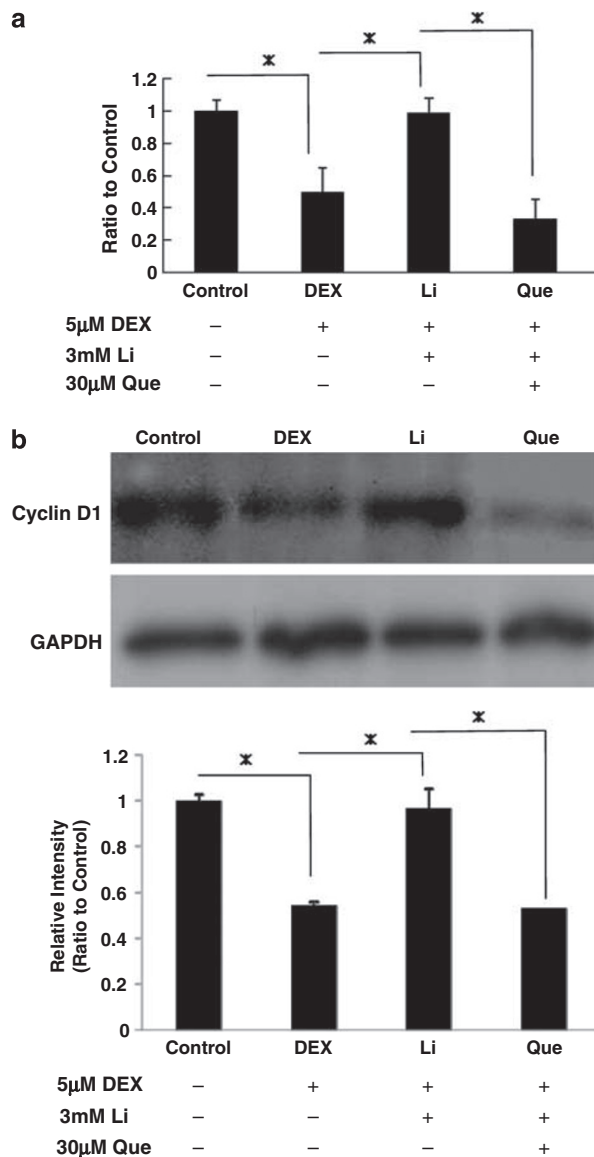 a
* * *
1.2
1
0.8
0.6
0.4
0.2
0
Ratio to Control
Control DEX Li Que
5μM DEX – + + +
3mM Li – – + +
30μM Que – – – +
b
Control DEX Li Que
Cyclin D1
GAPDH
* * *
1.2
1
0.8
0.6
0.4
0.2
0
Relative Intensity
(Ratio to Control)
Control DEX Li Que
5μM DEX – + + +
3mM Li – – + +
30μM Que – – – +